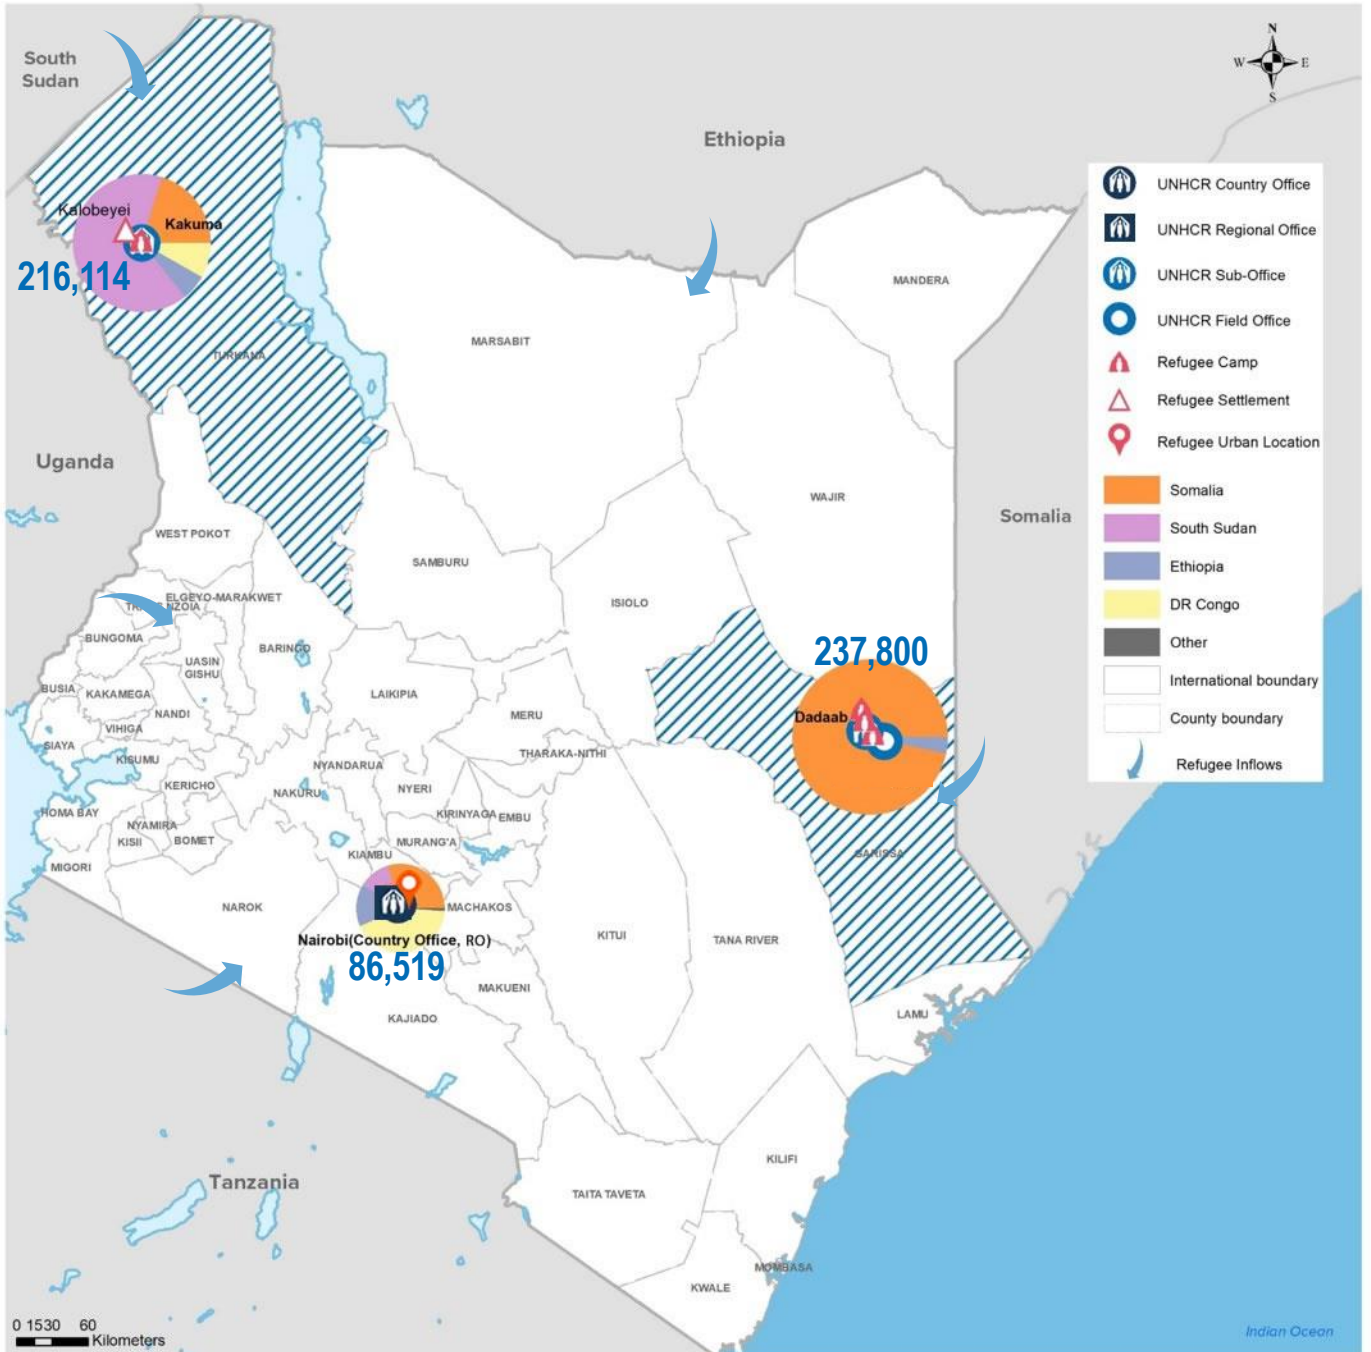 South
Sudan
Ethiopia
N
W
E
S
UNHCR Country Office
UNHCR Regional Office
UNHCR Sub-Office
UNHCR Field Office
Refugee Camp
Refugee Settlement
Refugee Urban Location
Somalia
South Sudan
Ethiopia
DR Congo
Other
International boundary
County boundary
Refugee Inflows
Kalobeyei
Kakuma
216,114
TURKANA
MARSABIT
MANDERA
Uganda
WAJIR
Somalia
WEST POKOT
SAMBURU
ISIOLO
ELGEYO-MARAKWET
TRANS NZOIA
BUNGOMA
BARINGO
UASIN
GISHU
237,800
BUSIA
KAKAMEGA
LAIKIPIA
NANDI
MERU
Dadaab
VIHIGA
SIAYA
KISUMU
THARAKA-NITHI
NYANDARUA
KERICHO
NAKURU
NYERI
HOMA BAY
KIRINYAGA
EMBU
NYAMIRA
KISII
BOMET
MURANG'A
KIAMBU
GARISSA
MIGORI
NAROK
MACHAKOS
Nairobi(Country Office, RO)
86,519
KITUI
TANA RIVER
MAKUENI
KAJIADO
LAMU
Tanzania
TAITA TAVETA
KILIFI
KWALE
MOMBASA
0 1530 60
Kilometers
Indian Ocean